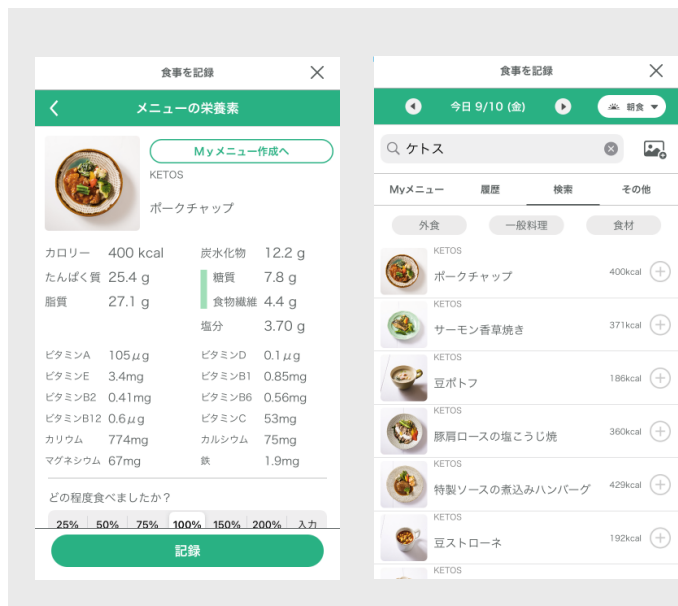 食事を記録
メニューの栄養素
Myメニュー作成へ
KETOS
ポークチャップ
カロリー 400 kcal 炭水化物 12.2 g
たんぱく質 25.4 g 糖質 7.8 g
脂質 27.1 g 食物繊維 4.4 g
塩分 3.70 g
ビタミンA 105μg ビタミンD 0.1μg
ビタミンE 3.4mg ビタミンB1 0.85mg
ビタミンB2 0.41mg ビタミンB6 0.56mg
ビタミンB12 0.6μg ビタミンC 53mg
カリウム 774mg カルシウム 75mg
マグネシウム 67mg 鉄 1.9mg
どの程度食べましたか？
25% 50% 75% 100% 150% 200% 入力
記録
食事を記録
今日 9/10 (金) 朝食
ケトス
Myメニュー 履歴 検索 その他
外食 一般料理 食材
KETOS
ポークチャップ 400kcal
KETOS
サーモン香草焼き 371kcal
KETOS
豆ポトフ 186kcal
KETOS
豚肩ロースの塩こうじ焼 360kcal
KETOS
特製ソースの煮込みハンバーグ 429kcal
KETOS
豆ストローネ 192kcal
KETOS